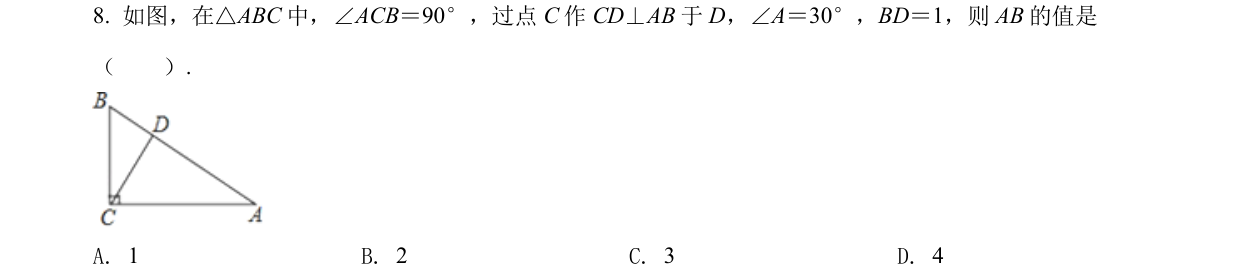 8. 如图，在△ABC中，∠ACB＝90°，过点C作CD⊥AB于D，∠A＝30°，BD＝1，则AB的值是
（　　）.
B
D
C
A
A. 1 B. 2 C. 3 D. 4